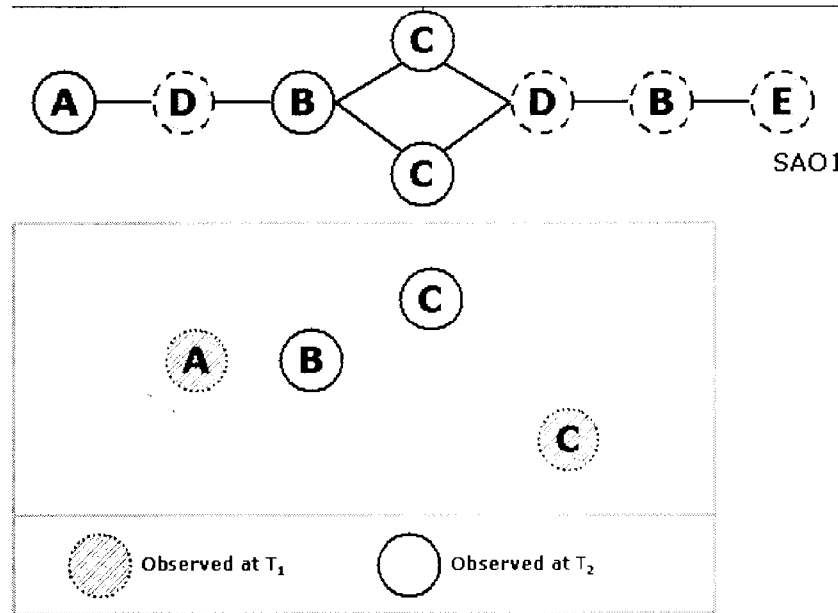 C
A D B D B E
C
SAO1
C
A B
C
Observed at T₁ Observed at T₂